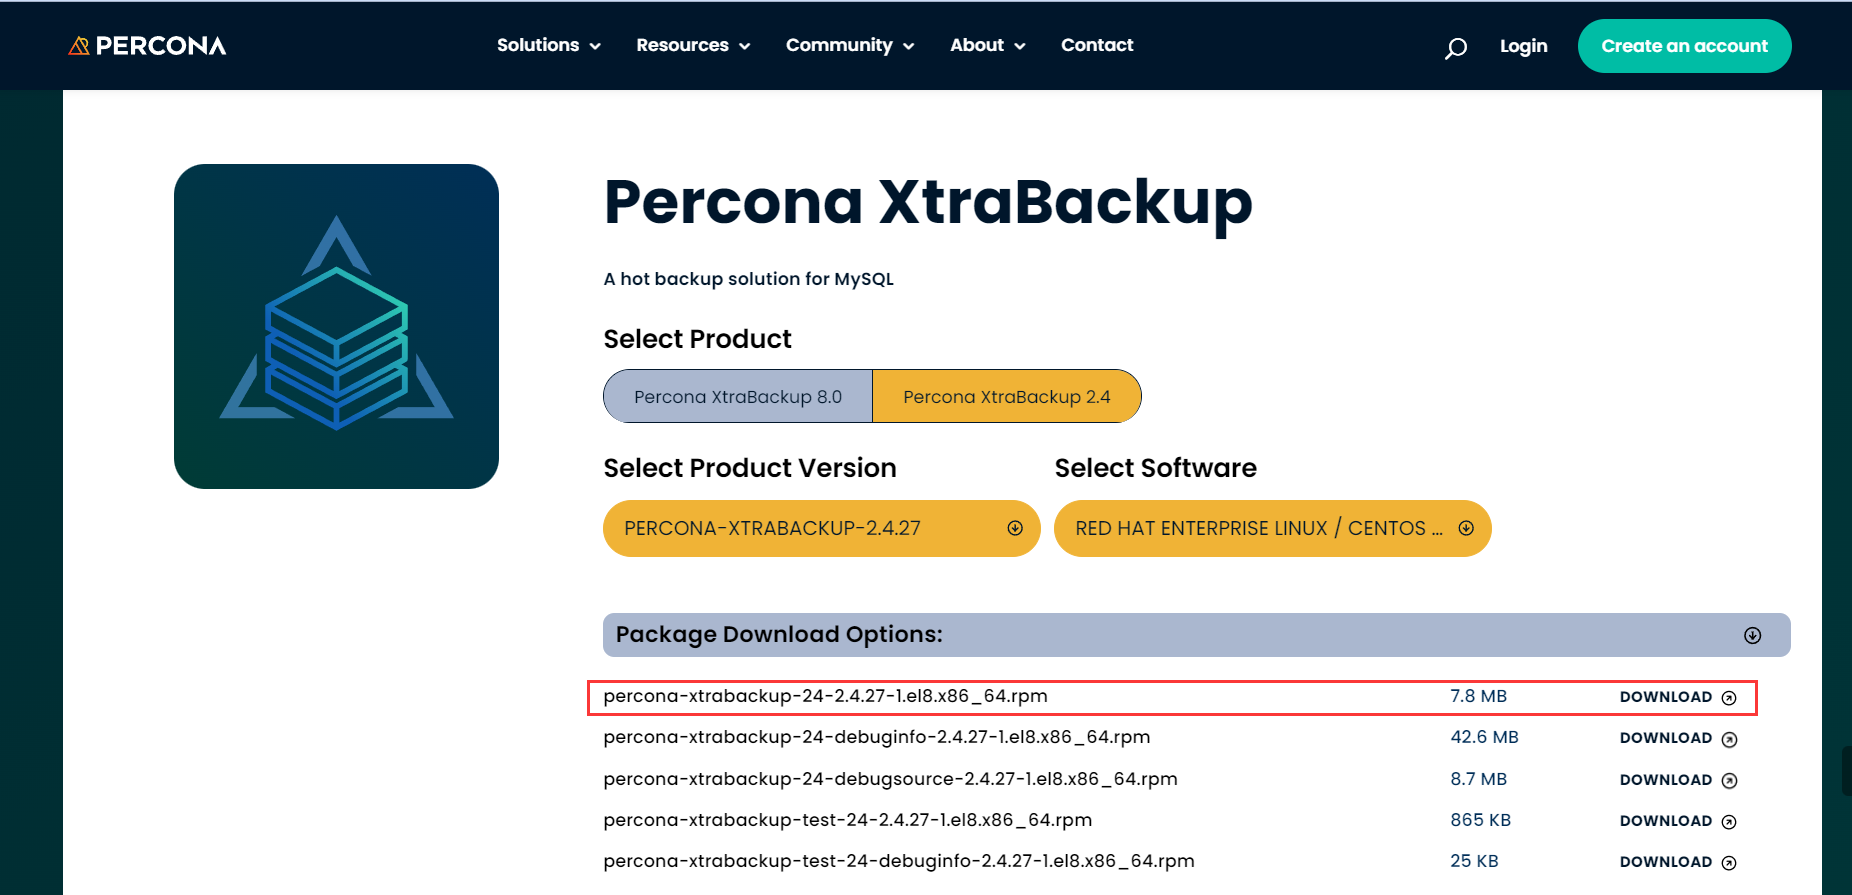 PERCONA
Solutions Resources Community About Contact Login Create an account
Percona XtraBackup
A hot backup solution for MySQL
Select Product
Percona XtraBackup 8.0 Percona XtraBackup 2.4
Select Product Version Select Software
PERCONA-XTRABACKUP-2.4.27 RED HAT ENTERPRISE LINUX / CENTOS ...
Package Download Options:
percona-xtrabackup-24-2.4.27-1.el8.x86_64.rpm 7.8 MB DOWNLOAD
percona-xtrabackup-24-debuginfo-2.4.27-1.el8.x86_64.rpm 42.6 MB DOWNLOAD
percona-xtrabackup-24-debugsource-2.4.27-1.el8.x86_64.rpm 8.7 MB DOWNLOAD
percona-xtrabackup-test-24-2.4.27-1.el8.x86_64.rpm 865 KB DOWNLOAD
percona-xtrabackup-test-24-debuginfo-2.4.27-1.el8.x86_64.rpm 25 KB DOWNLOAD